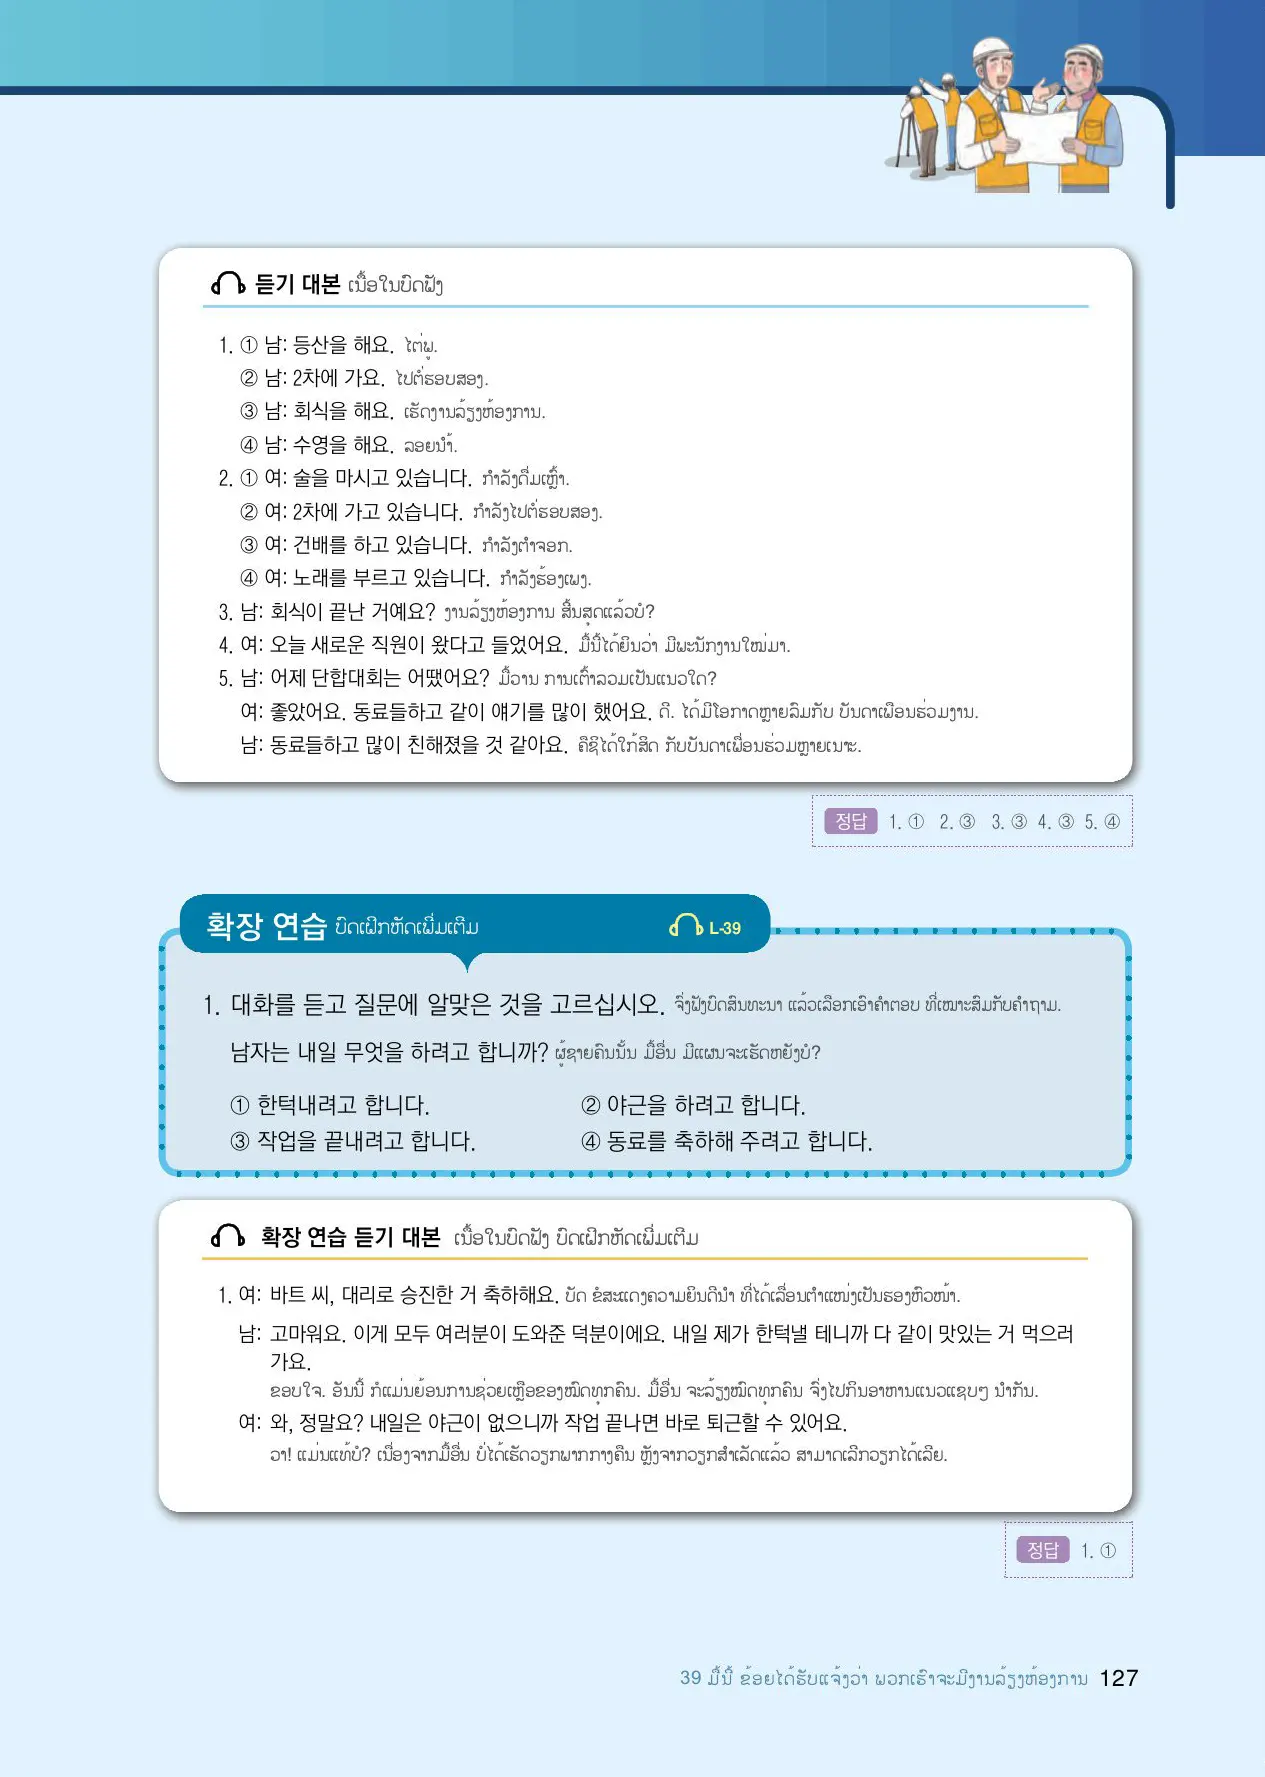 듣기 대본 ເນື້ອໃນບົດຟັງ
1. ① 남: 등산을 해요. ໄຕ່ພູ.
② 남: 2차에 가요. ໄປຕໍ່ຮອບສອງ.
③ 남: 회식을 해요. ເຮັດງານລ້ຽງຫ້ອງການ.
④ 남: 수영을 해요. ລອຍນ້ຳ.
2. ① 여: 술을 마시고 있습니다. ກຳລັງດື່ມເຫຼົ້າ.
② 여: 2차에 가고 있습니다. ກຳລັງໄປຕໍ່ຮອບສອງ.
③ 여: 건배를 하고 있습니다. ກຳລັງຕຳຈອກ.
④ 여: 노래를 부르고 있습니다. ກຳລັງຮ້ອງເພງ.
3. 남: 회식이 끝난 거예요? ງານລ້ຽງຫ້ອງການ ສິ້ນສຸດແລ້ວບໍ?
4. 여: 오늘 새로운 직원이 왔다고 들었어요. ມື້ນີ້ໄດ້ຍິນວ່າ ມີພະນັກງານໃໝ່ມາ.
5. 남: 어제 단합대회는 어땠어요? ມື້ວານ ການເຕົ້າລວມເປັນແນວໃດ?
여: 좋았어요. 동료들하고 같이 얘기를 많이 했어요. ດີ. ໄດ້ມີໂອກາດຫຼາຍລົມກັບ ບັນດາເພື່ອນຮ່ວມງານ.
남: 동료들하고 많이 친해졌을 것 같아요. ຄືຊິໄດ້ໃກ້ສິດ ກັບບັນດາເພື່ອນຮ່ວມຫຼາຍເນາະ.
정답 1. ① 2. ③ 3. ③ 4. ③ 5. ④
확장 연습 ບົດເຝິກຫັດເພີ່ມເຕີມ L-39
1. 대화를 듣고 질문에 알맞은 것을 고르십시오. ຈົ່ງຟັງບົດສົນທະນາ ແລ້ວເລືອກເອົາຄຳຕອບ ທີ່ເໝາະສົມກັບຄຳຖາມ.
남자는 내일 무엇을 하려고 합니까? ຜູ້ຊາຍຄົນນັ້ນ ມື້ອື່ນ ມີແຜນຈະເຮັດຫຍັງບໍ?
① 한턱내려고 합니다. ② 야근을 하려고 합니다.
③ 작업을 끝내려고 합니다. ④ 동료를 축하해 주려고 합니다.
확장 연습 듣기 대본 ເນື້ອໃນບົດຟັງ ບົດເຝິກຫັດເພີ່ມເຕີມ
1. 여: 바트 씨, 대리로 승진한 거 축하해요. ບັດ ຂໍສະແດງຄວາມຍິນດີນຳ ທີ່ໄດ້ເລື່ອນຕຳແໜ່ງເປັນຮອງຫົວໜ້າ.
남: 고마워요. 이게 모두 여러분이 도와준 덕분이에요. 내일 제가 한턱낼 테니까 다 같이 맛있는 거 먹으러
가요.
ຂອບໃຈ. ອັນນີ້ ກໍແມ່ນຍ້ອນການຊ່ວຍເຫຼືອຂອງໝົດທຸກຄົນ. ມື້ອື່ນ ຈະລ້ຽງໝົດທຸກຄົນ ຈົ່ງໄປກິນອາຫານແນວແຊບໆ ນຳກັນ.
여: 와, 정말요? 내일은 야근이 없으니까 작업 끝나면 바로 퇴근할 수 있어요.
ວາ! ແມ່ນແທ້ບໍ? ເນື່ອງຈາກມື້ອື່ນ ບໍ່ໄດ້ເຮັດວຽກພາກກາງຄືນ ຫຼັງຈາກວຽກສຳເລັດແລ້ວ ສາມາດເລີກວຽກໄດ້ເລີຍ.
정답 1. ①
39 ມື້ນີ້ ຂ້ອຍໄດ້ຮັບແຈ້ງວ່າ ພວກເຮົາຈະມີງານລ້ຽງຫ້ອງການ 127